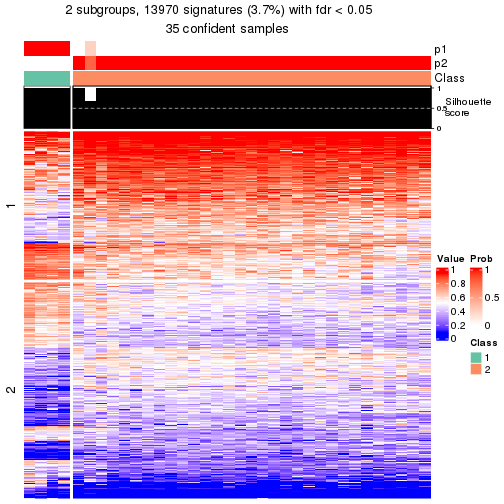 2 subgroups, 13970 signatures (3.7%) with fdr < 0.05
35 confident samples
p1
p2
Class
1
0.5
0
Silhouette
score
1
2
Value
1
0.8
0.6
0.4
0.2
0
Prob
1
0.5
0
Class
1
2